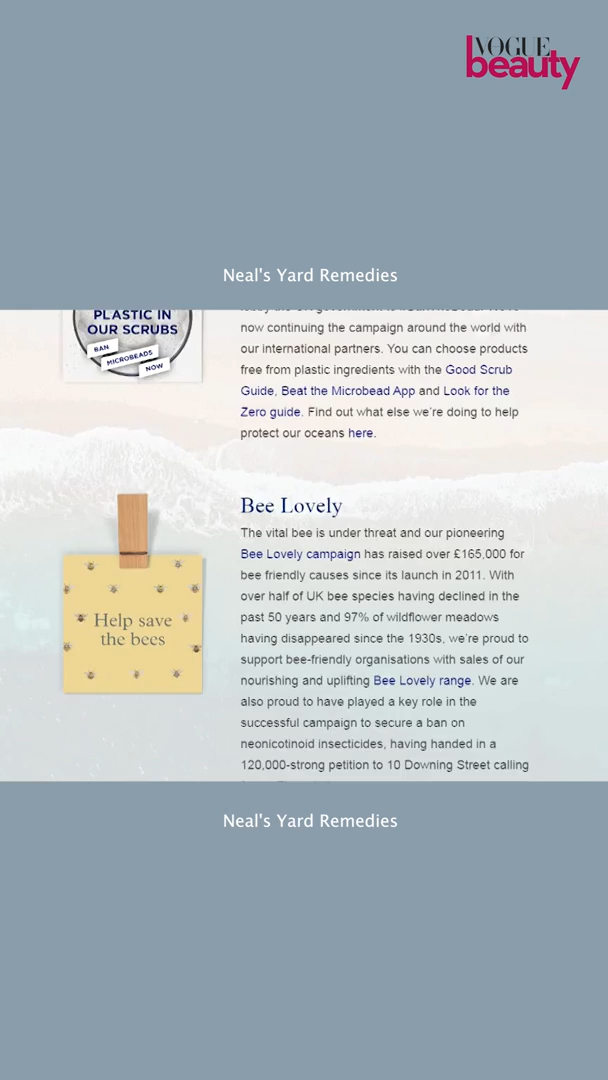 VOGUE
beauty
Neal's Yard Remedies
PLASTIC IN
OUR SCRUBS
BAN
MICROBEADS
NOW
now continuing the campaign around the world with
our international partners. You can choose products
free from plastic ingredients with the Good Scrub
Guide, Beat the Microbead App and Look for the
Zero guide. Find out what else we're doing to help
protect our oceans here.
Bee Lovely
The vital bee is under threat and our pioneering
Bee Lovely campaign has raised over £165,000 for
bee friendly causes since its launch in 2011. With
over half of UK bee species having declined in the
past 50 years and 97% of wildflower meadows
having disappeared since the 1930s, we're proud to
support bee-friendly organisations with sales of our
nourishing and uplifting Bee Lovely range. We are
also proud to have played a key role in the
successful campaign to secure a ban on
neonicotinoid insecticides, having handed in a
120,000-strong petition to 10 Downing Street calling
Help save
the bees
Neal's Yard Remedies